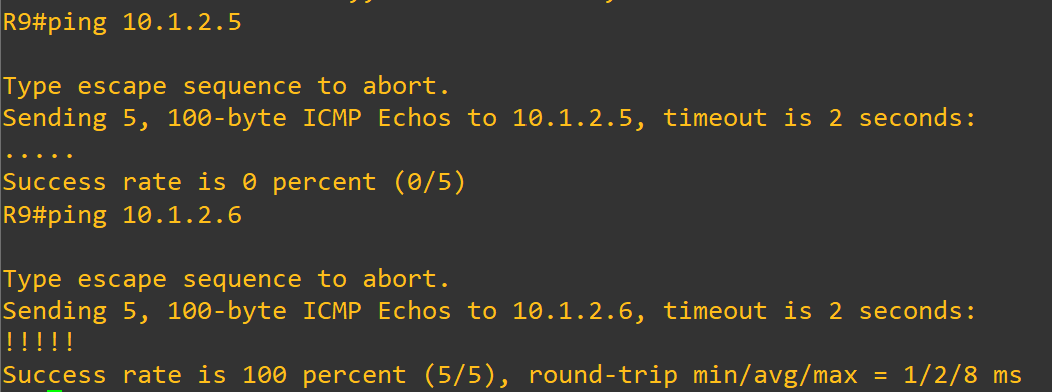 R9#ping 10.1.2.5
Type escape sequence to abort.
Sending 5, 100-byte ICMP Echos to 10.1.2.5, timeout is 2 seconds:
.....
Success rate is 0 percent (0/5)
R9#ping 10.1.2.6
Type escape sequence to abort.
Sending 5, 100-byte ICMP Echos to 10.1.2.6, timeout is 2 seconds:
!!!!!
Success rate is 100 percent (5/5), round-trip min/avg/max = 1/2/8 ms